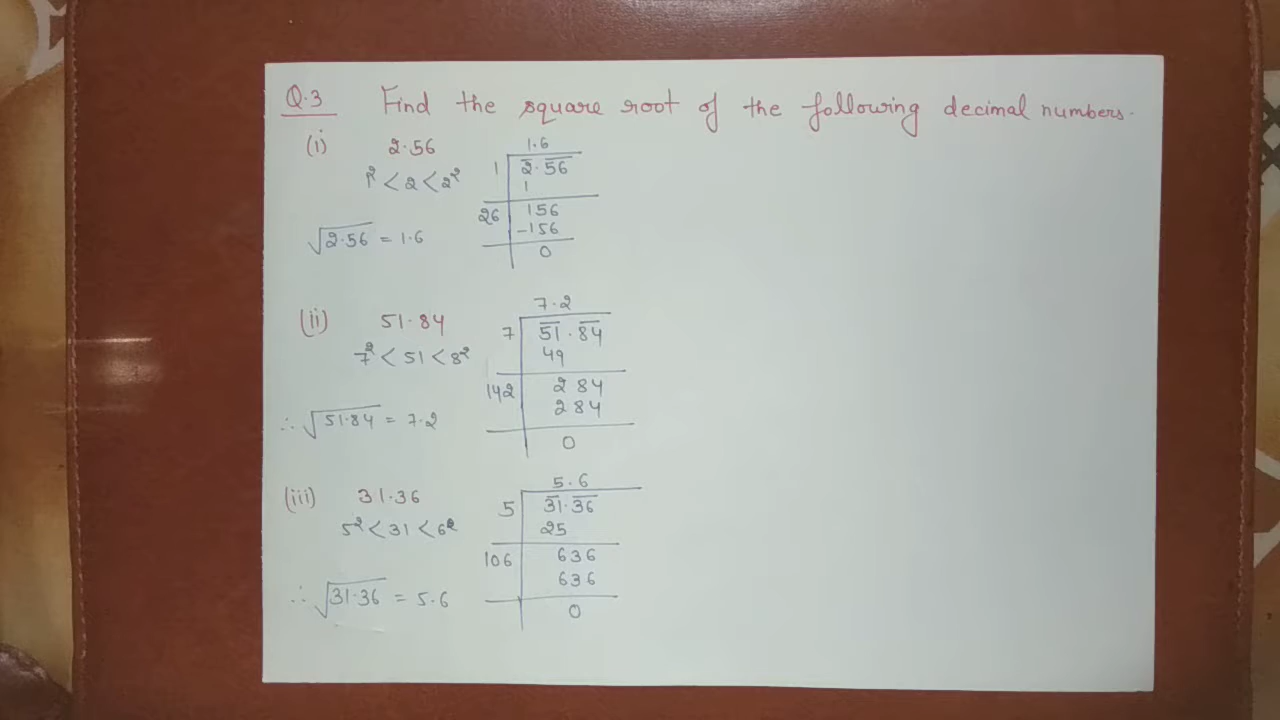 Q.3 Find the square root of the following decimal numbers.
(i) 2.56
1² < 2 < 2²
√2.56 = 1.6
1.6
1 2.56
1
26 156
-156
0
(ii) 51.84
7² < 51 < 8²
∴ √51.84 = 7.2
7.2
7 51.84
49
142 284
284
0
(iii) 31.36
5² < 31 < 6²
∴ √31.36 = 5.6
5.6
5 31.36
25
106 636
636
0